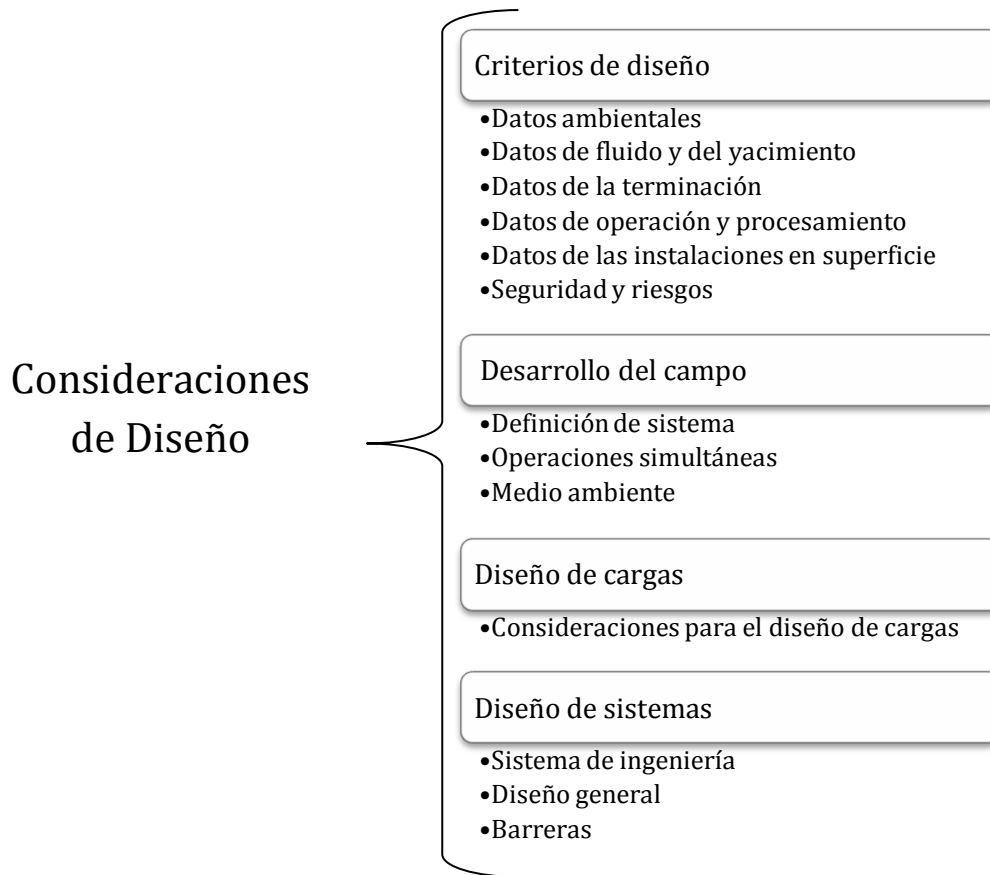 Consideraciones
de Diseño
Criterios de diseño
•Datos ambientales
•Datos de fluido y del yacimiento
•Datos de la terminación
•Datos de operación y procesamiento
•Datos de las instalaciones en superficie
•Seguridad y riesgos
Desarrollo del campo
•Definición de sistema
•Operaciones simultáneas
•Medio ambiente
Diseño de cargas
•Consideraciones para el diseño de cargas
Diseño de sistemas
•Sistema de ingeniería
•Diseño general
•Barreras